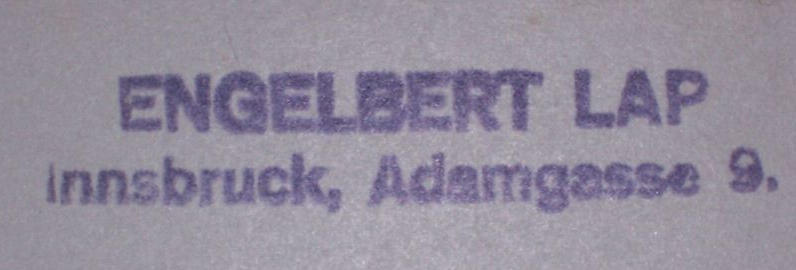 ENGELBERT LAP
Innsbruck, Adamgasse 9.